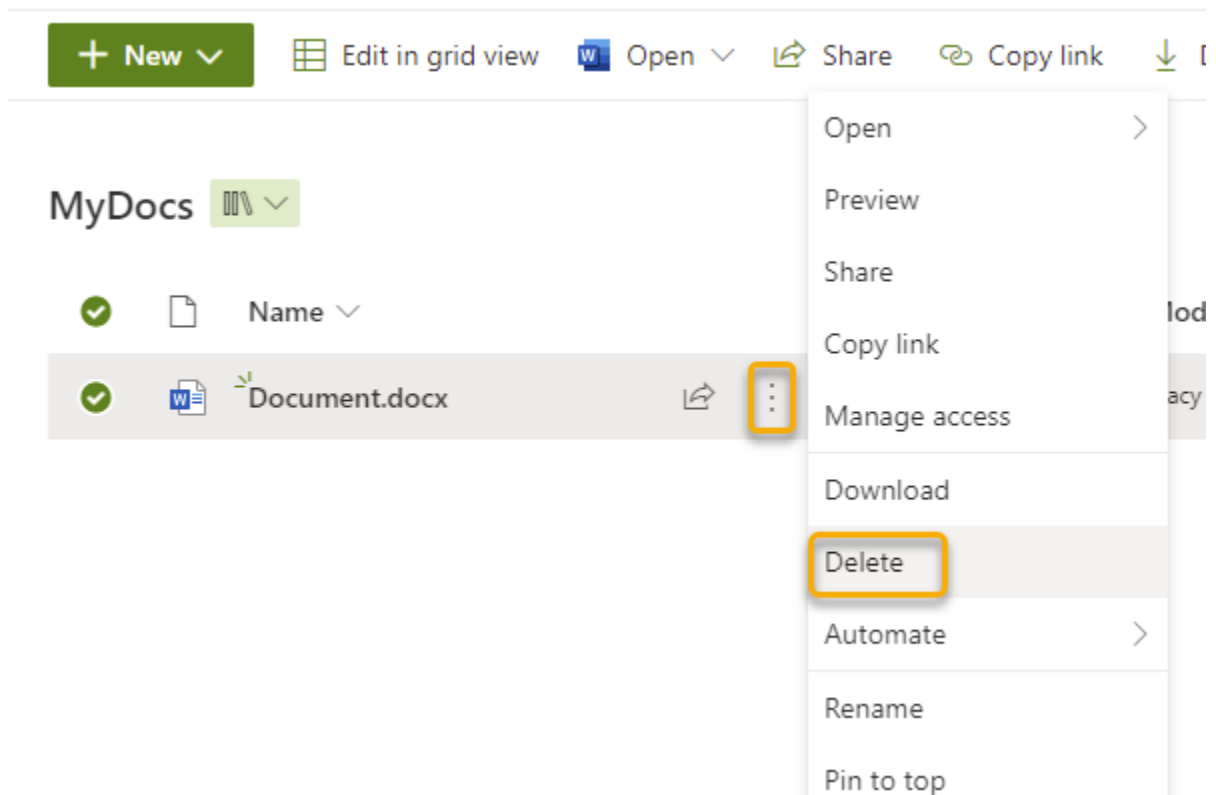 New Edit in grid view Open Share Copy link
Open
Preview
MyDocs
Share
Name
Copy link
Document.docx
Manage access
Download
Delete
Automate
Rename
Pin to top